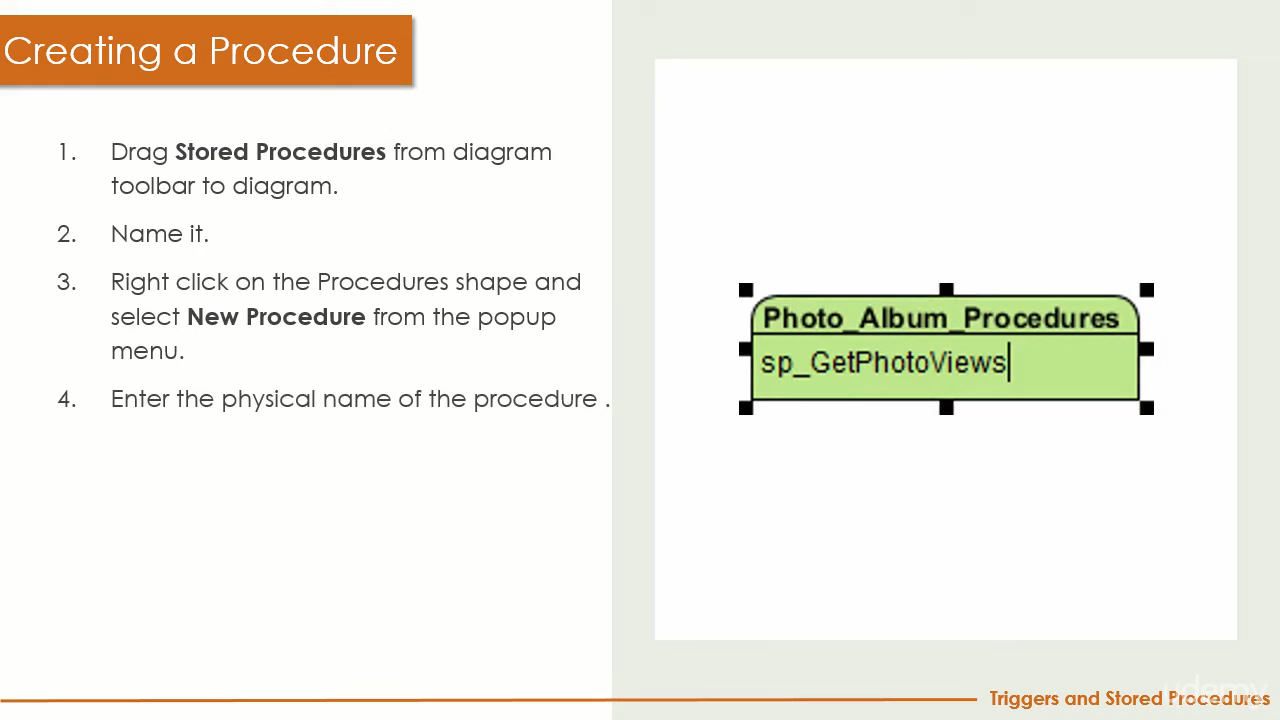 Creating a Procedure
1. Drag Stored Procedures from diagram
toolbar to diagram.
2. Name it.
3. Right click on the Procedures shape and
select New Procedure from the popup
menu.
4. Enter the physical name of the procedure .
Photo_Album_Procedures
sp_GetPhotoViews
Triggers and Stored Procedures
udemy